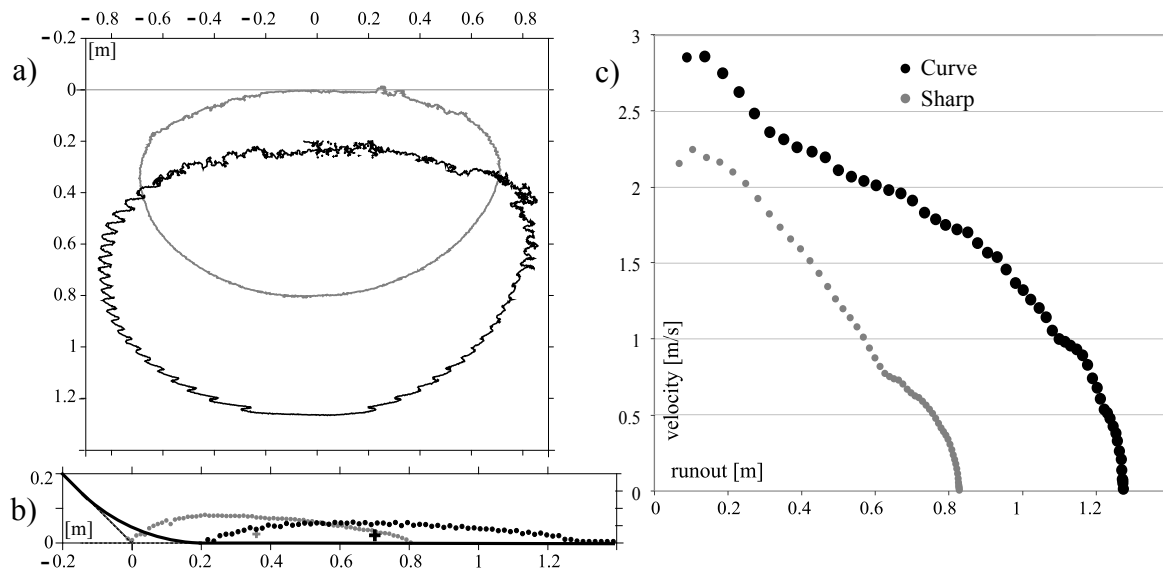 - 0.8 - 0.6 - 0.4 - 0.2 0 0.2 0.4 0.6 0.8
a)
- 0.2
[m]
0
0.2
0.4
0.6
0.8
1
1.2
b)
0.2
[m]
0
- 0.2 0 0.2 0.4 0.6 0.8 1 1.2
c)
3
2.5
2
1.5
1
0.5
0
Curve
Sharp
velocity [m/s]
runout [m]
0 0.2 0.4 0.6 0.8 1 1.2